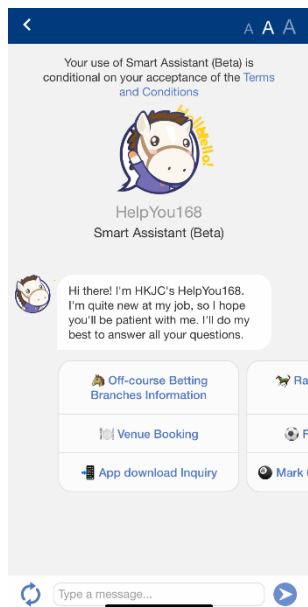 A A A
Your use of Smart Assistant (Beta) is
conditional on your acceptance of the Terms
and Conditions
Hello!
HelpYou168
Smart Assistant (Beta)
Hi there! I'm HKJC's HelpYou168.
I'm quite new at my job, so I hope
you'll be patient with me. I'll do my
best to answer all your questions.
Off-course Betting
Branches Information
Ra
Venue Booking
F
App download Inquiry
Mark
Type a message...